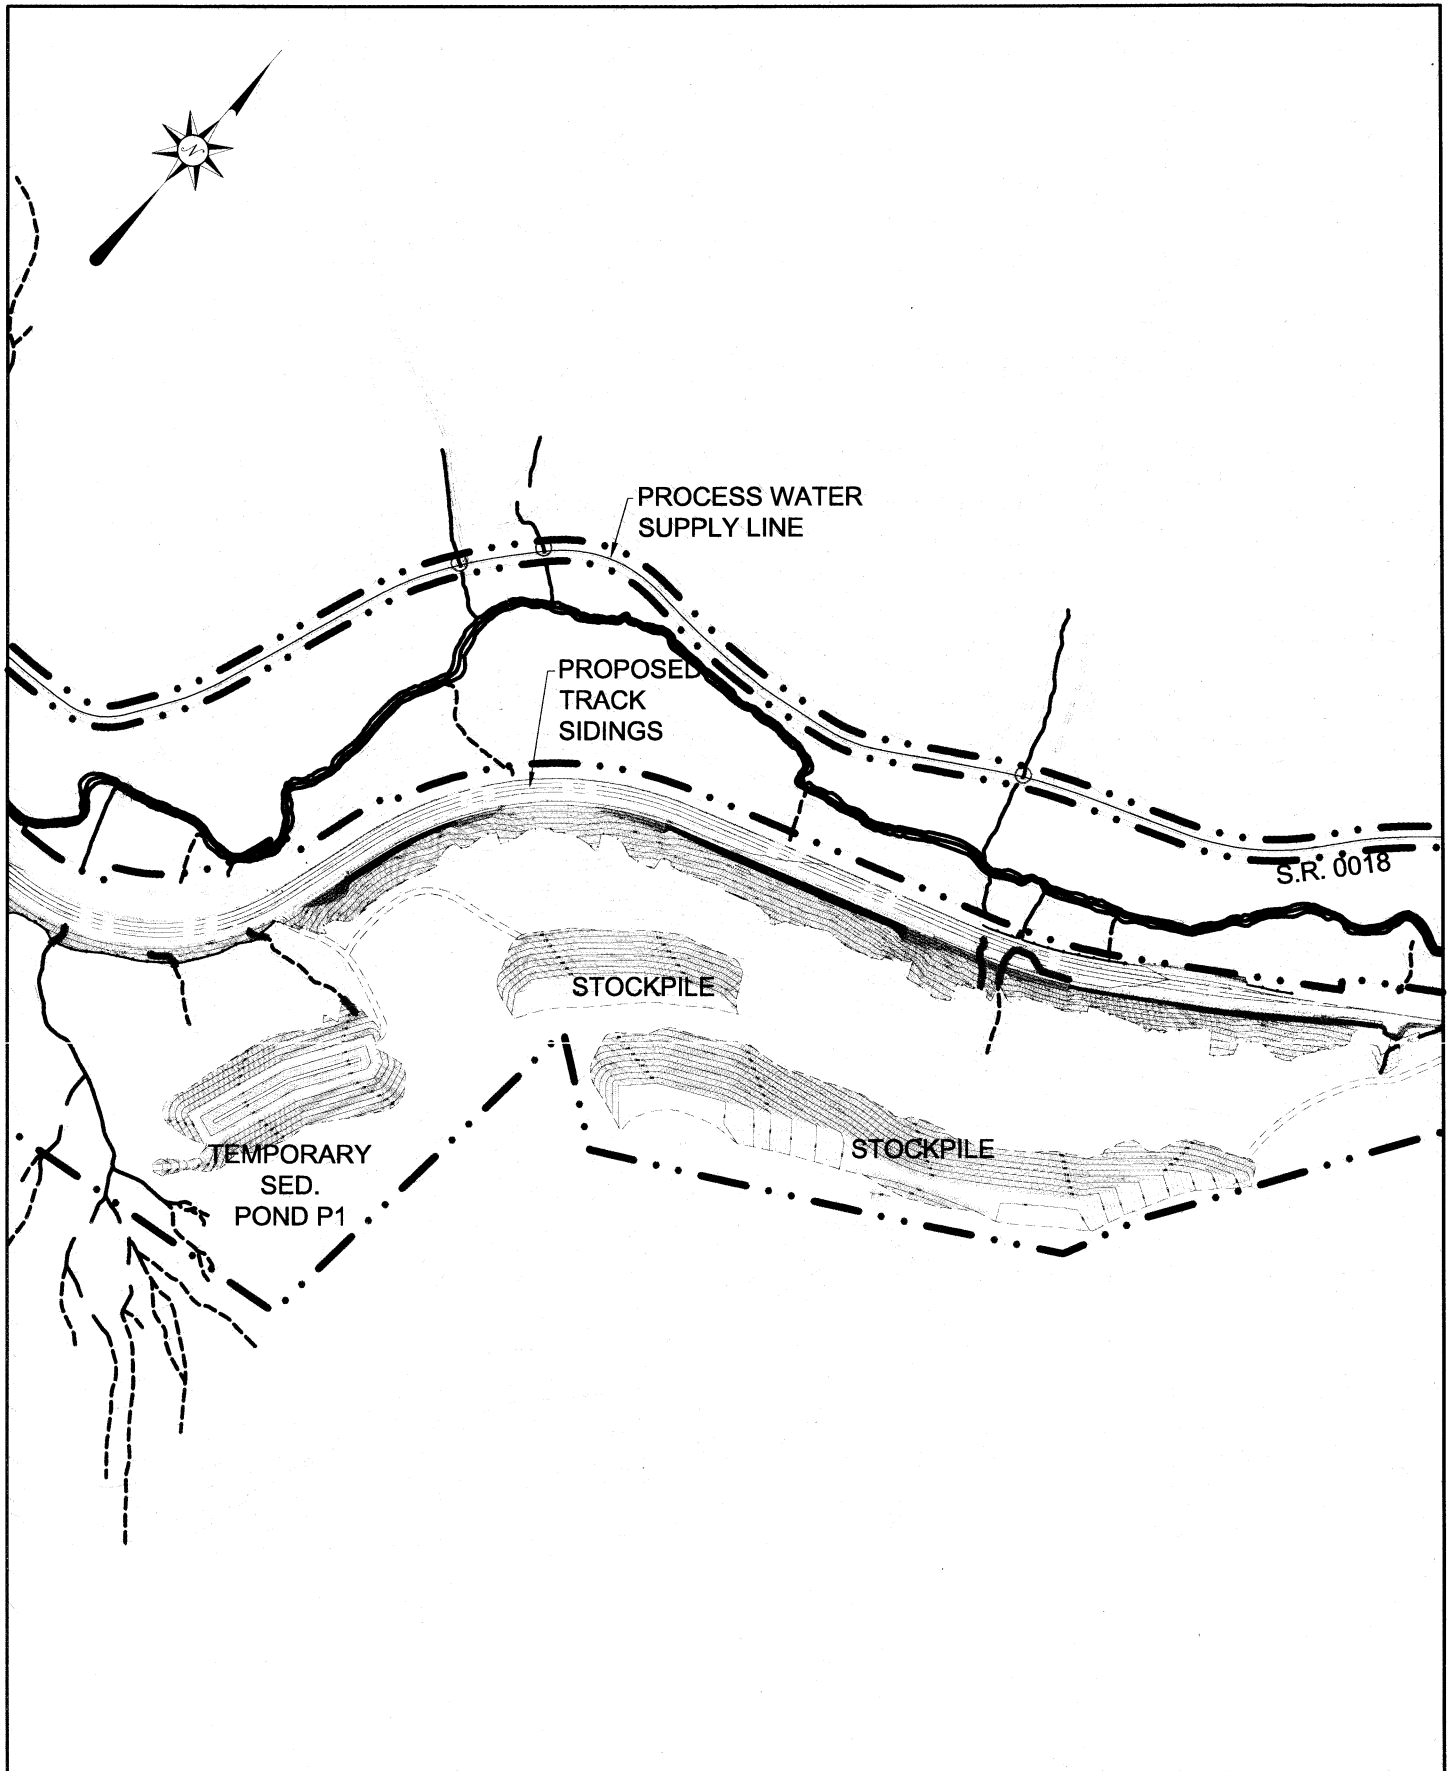 N
PROCESS WATER
SUPPLY LINE
PROPOSED
TRACK
SIDINGS
S.R. 0018
STOCKPILE
STOCKPILE
TEMPORARY
SED.
POND P1